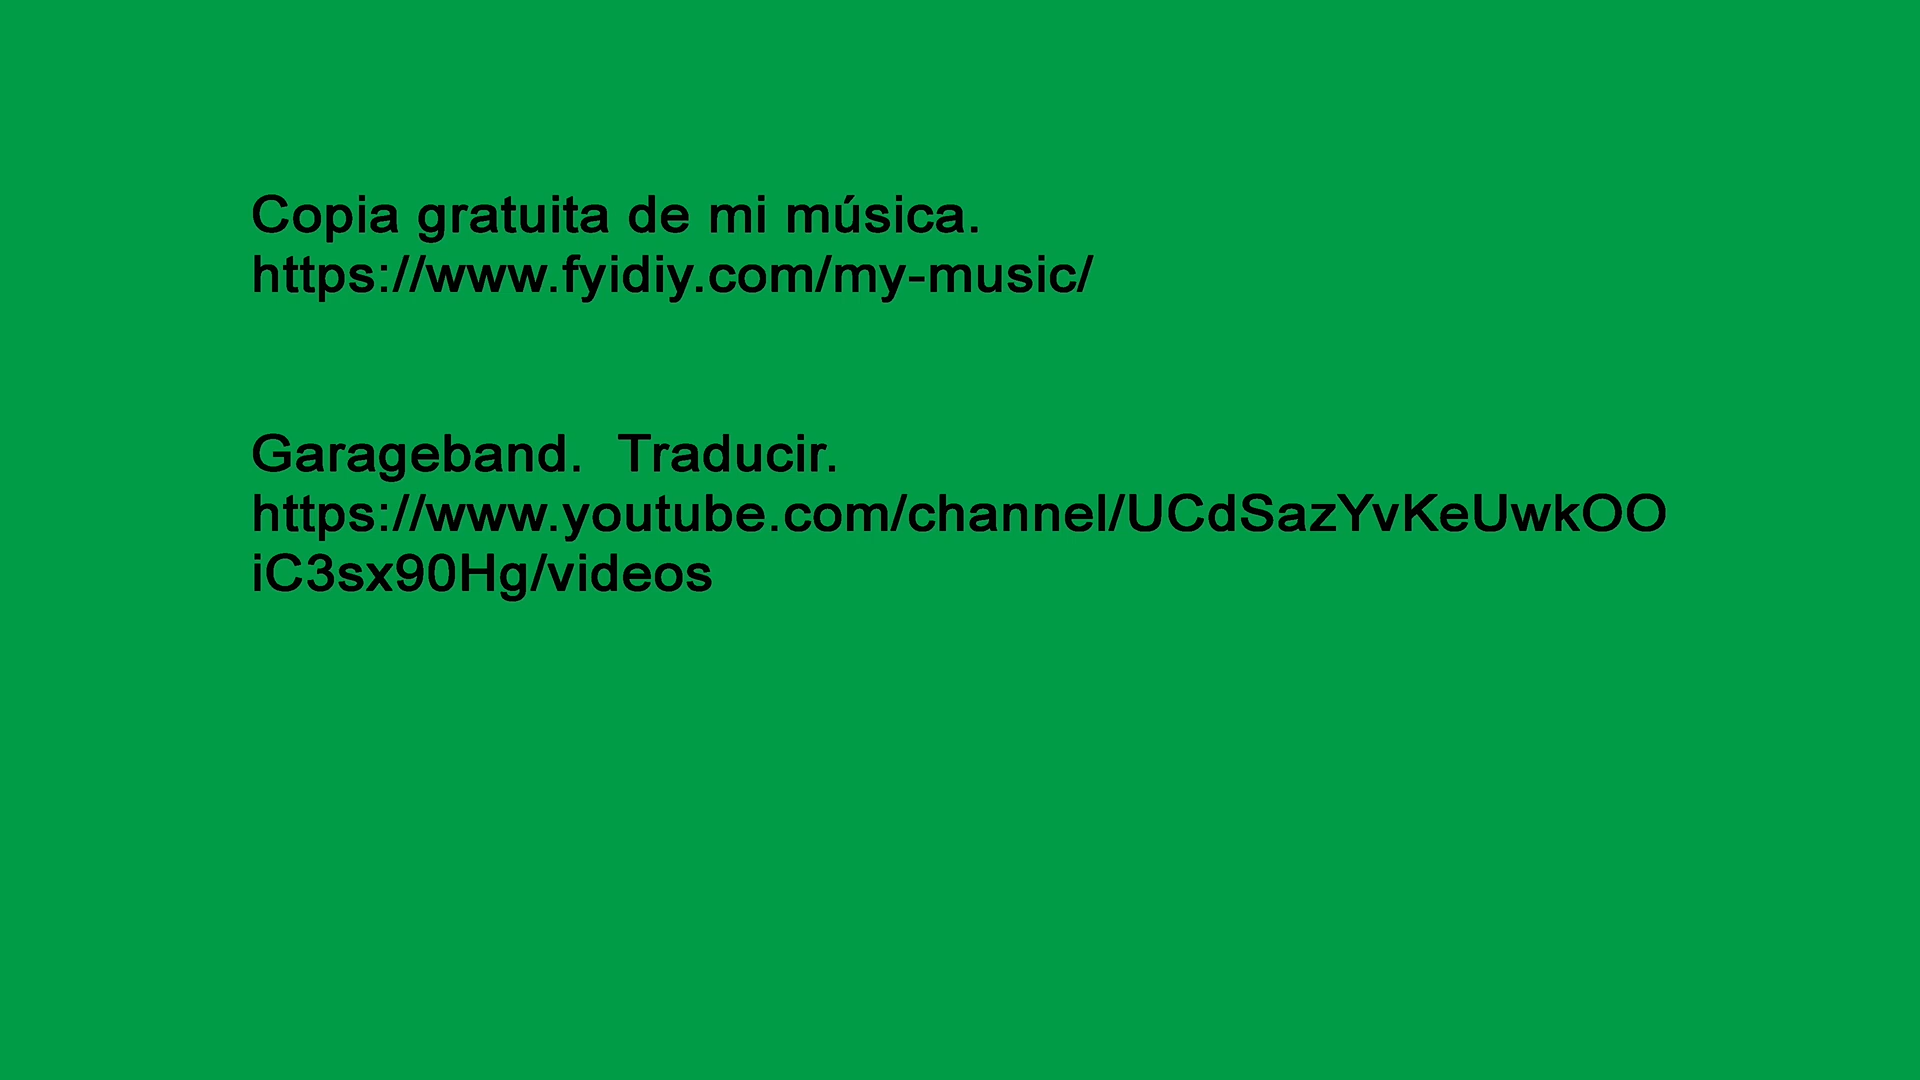 Copia gratuita de mi música.
https://www.fyidiy.com/my-music/
Garageband.  Traducir.
https://www.youtube.com/channel/UCdSazYvKeUwkOO
iC3sx90Hg/videos